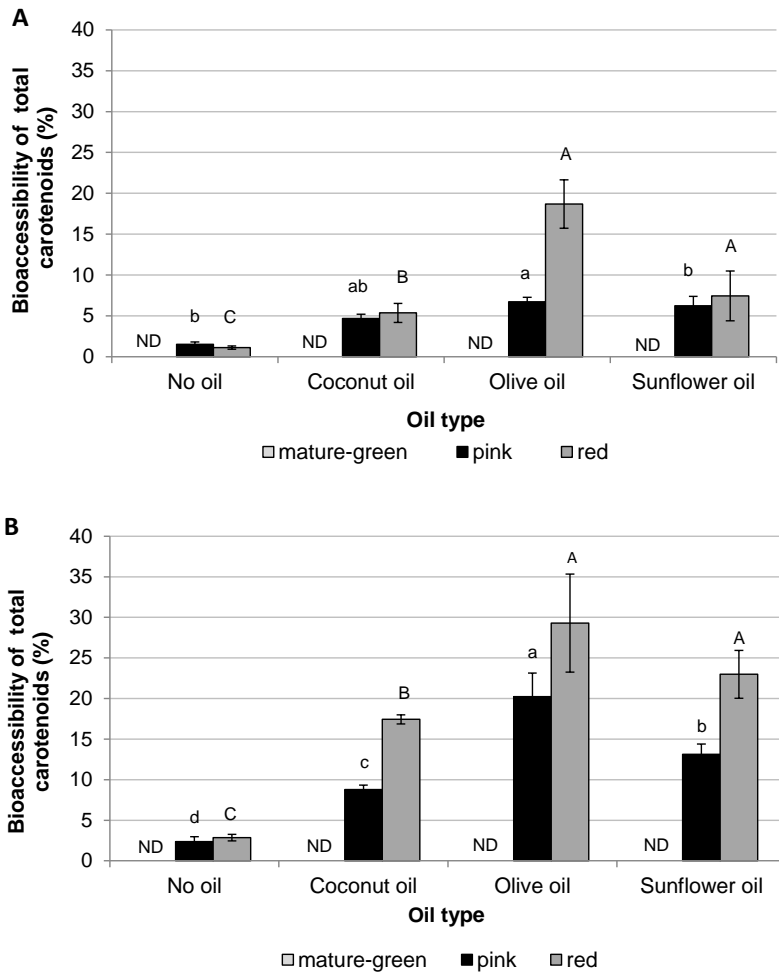 A
Bioaccessibility of total
carotenoids (%)
40
35
30
25
20
15
10
5
0
ND b C
ND ab B
ND a A
ND b A
No oil Coconut oil Olive oil Sunflower oil
Oil type
mature-green pink red
B
Bioaccessibility of total
carotenoids (%)
40
35
30
25
20
15
10
5
0
ND d C
ND c B
ND a A
ND b A
No oil Coconut oil Olive oil Sunflower oil
Oil type
mature-green pink red